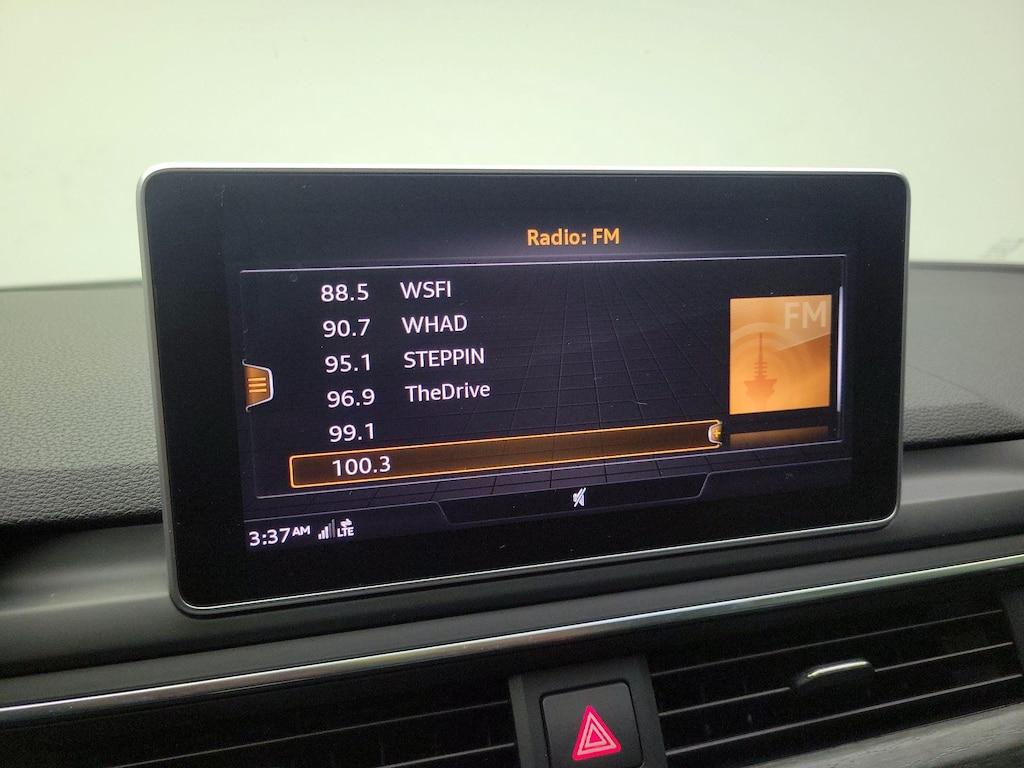 Radio: FM
88.5 WSFI
90.7 WHAD
95.1 STEPPIN
96.9 TheDrive
99.1
100.3
FM
3:37AM LTE